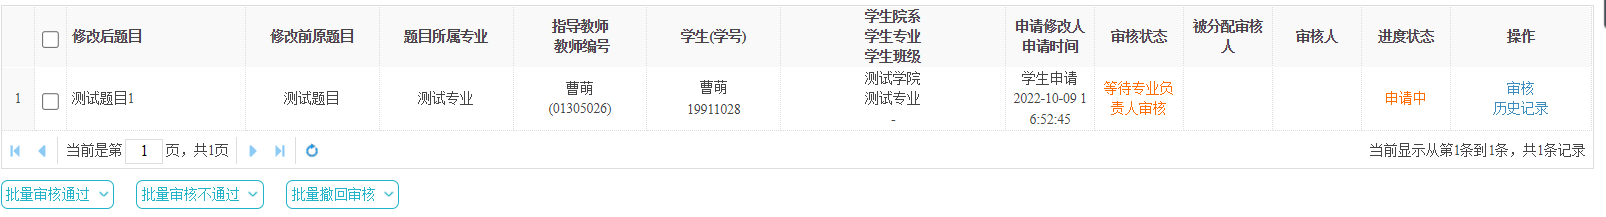 修改后题目 修改前原题目 题目所属专业 指导教师 教师编号 学生(学号) 学生院系 学生专业 学生班级 申请修改人 申请时间 审核状态 被分配审核人 审核人 进度状态 操作
1 测试题目1 测试题目 测试专业 曹萌 (01305026) 曹萌 19911028 测试学院 测试专业 - 学生申请 2022-10-09 16:52:45 等待专业负责人审核 申请中 审核 历史记录
当前是第 1 页，共1页 当前显示从第1条到1条，共1条记录
批量审核通过 批量审核不通过 批量撤回审核